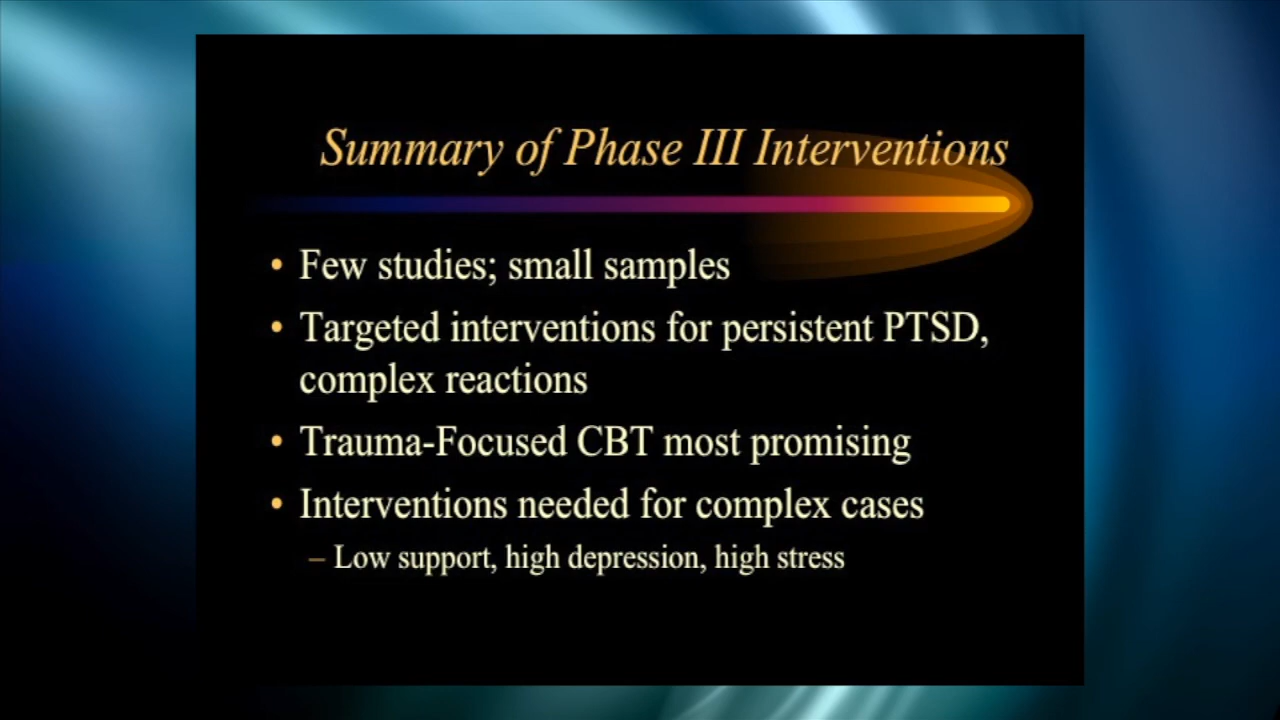 Summary of Phase III Interventions
• Few studies; small samples
• Targeted interventions for persistent PTSD,
complex reactions
• Trauma-Focused CBT most promising
• Interventions needed for complex cases
– Low support, high depression, high stress